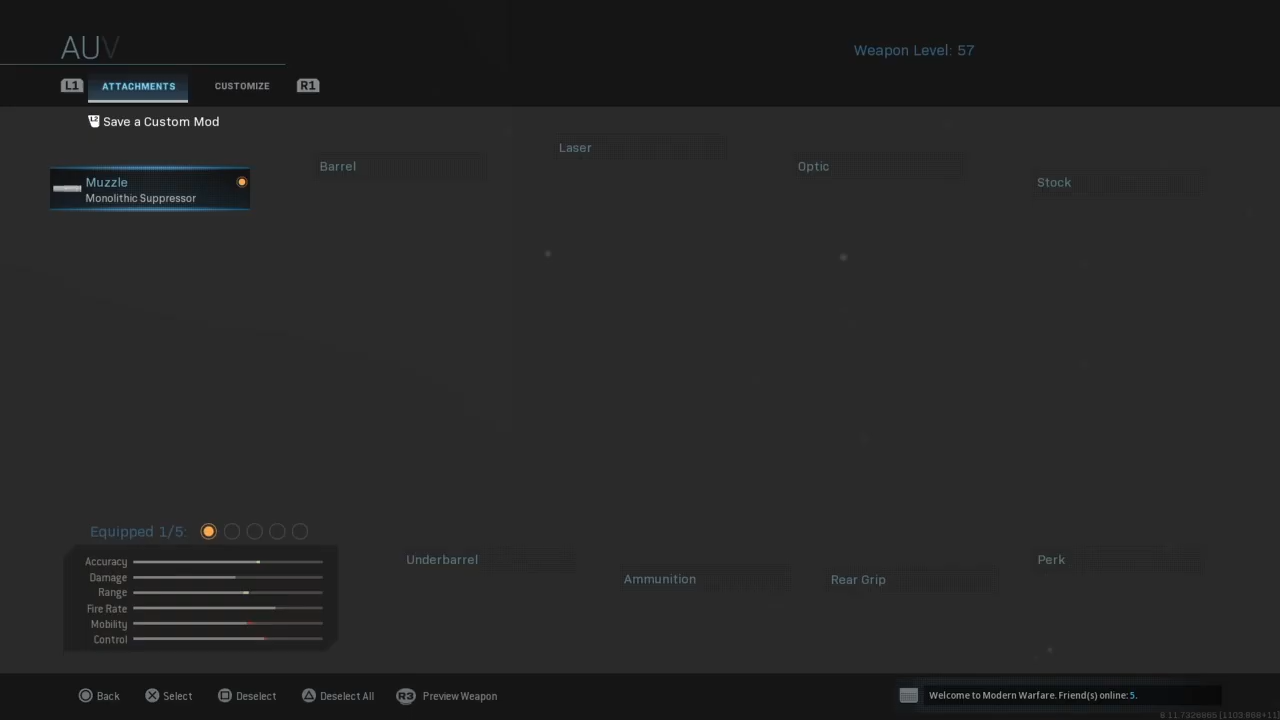 AUV
Weapon Level: 57
L1 ATTACHMENTS CUSTOMIZE R1
L2 Save a Custom Mod
Laser
Barrel
Optic
Muzzle
Monolithic Suppressor
Stock
Equipped 1/5:
Accuracy
Damage
Range
Fire Rate
Mobility
Control
Underbarrel
Ammunition
Rear Grip
Perk
Back Select Deselect Deselect All R3 Preview Weapon
Welcome to Modern Warfare. Friend(s) online: 5.